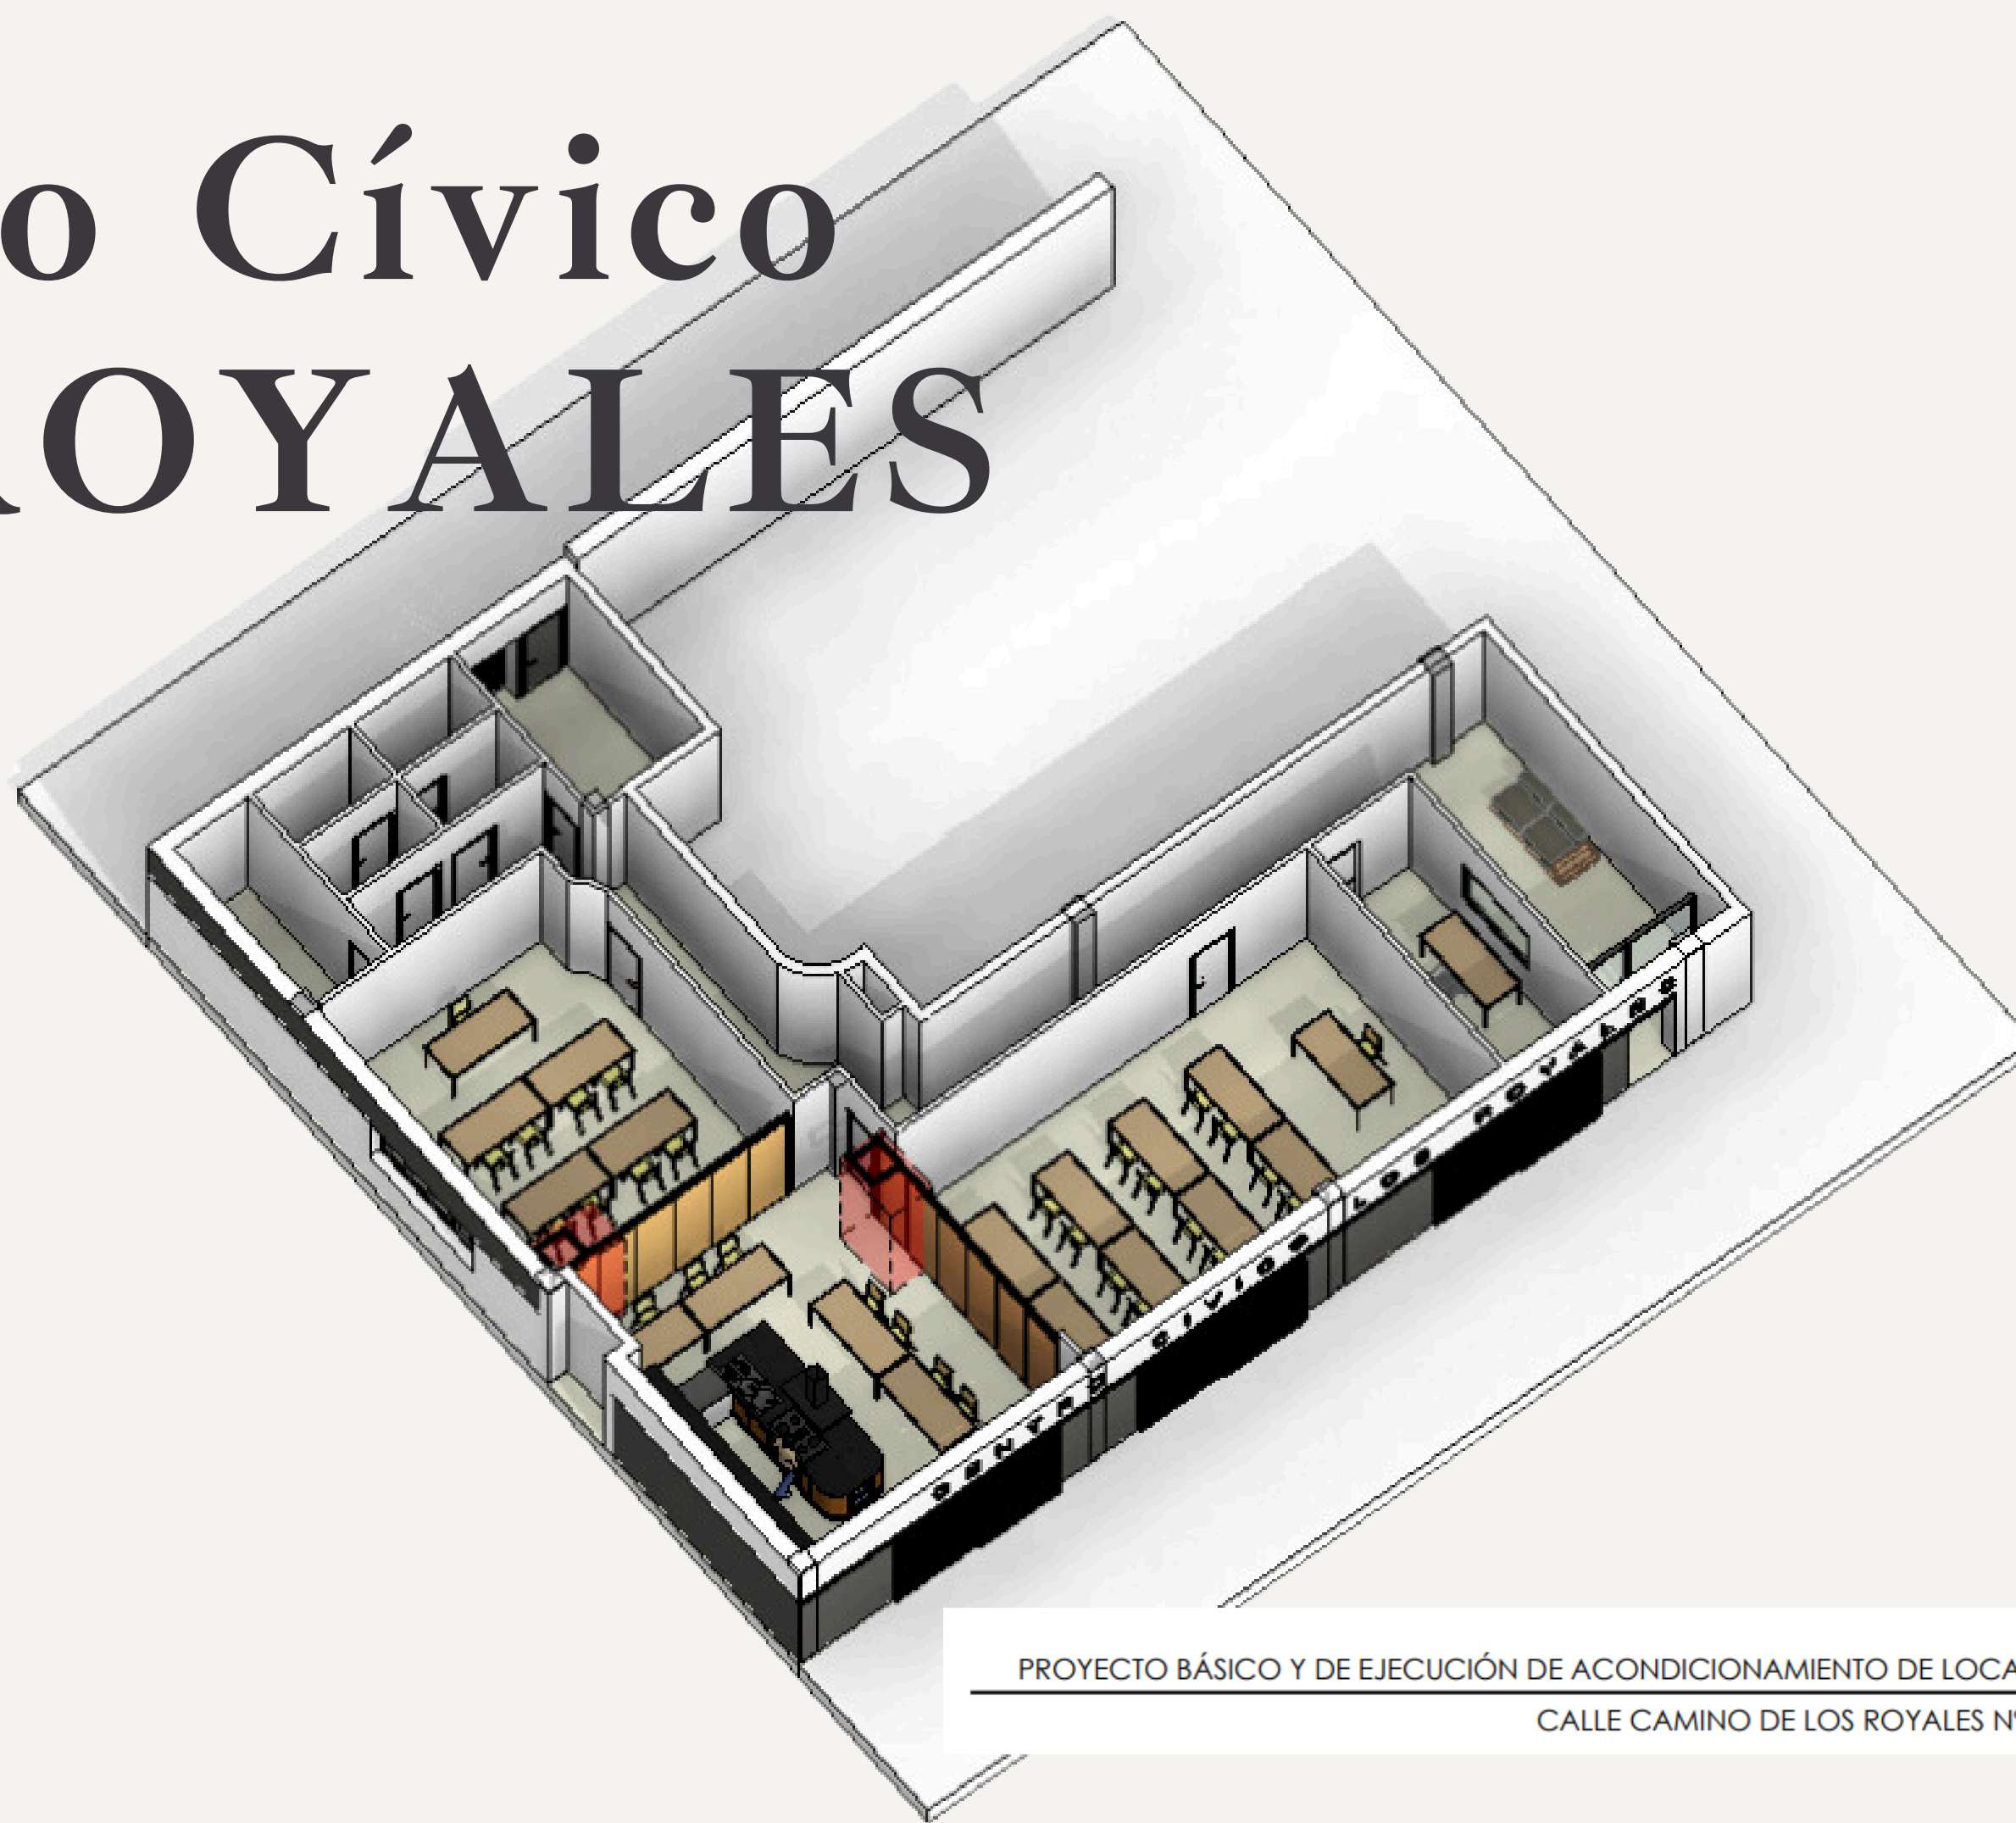 o Cívico
ROYALES
CENTRO CÍVICO LOS ROYALES
PROYECTO BÁSICO Y DE EJECUCIÓN DE ACONDICIONAMIENTO DE LOCA
CALLE CAMINO DE LOS ROYALES Nº